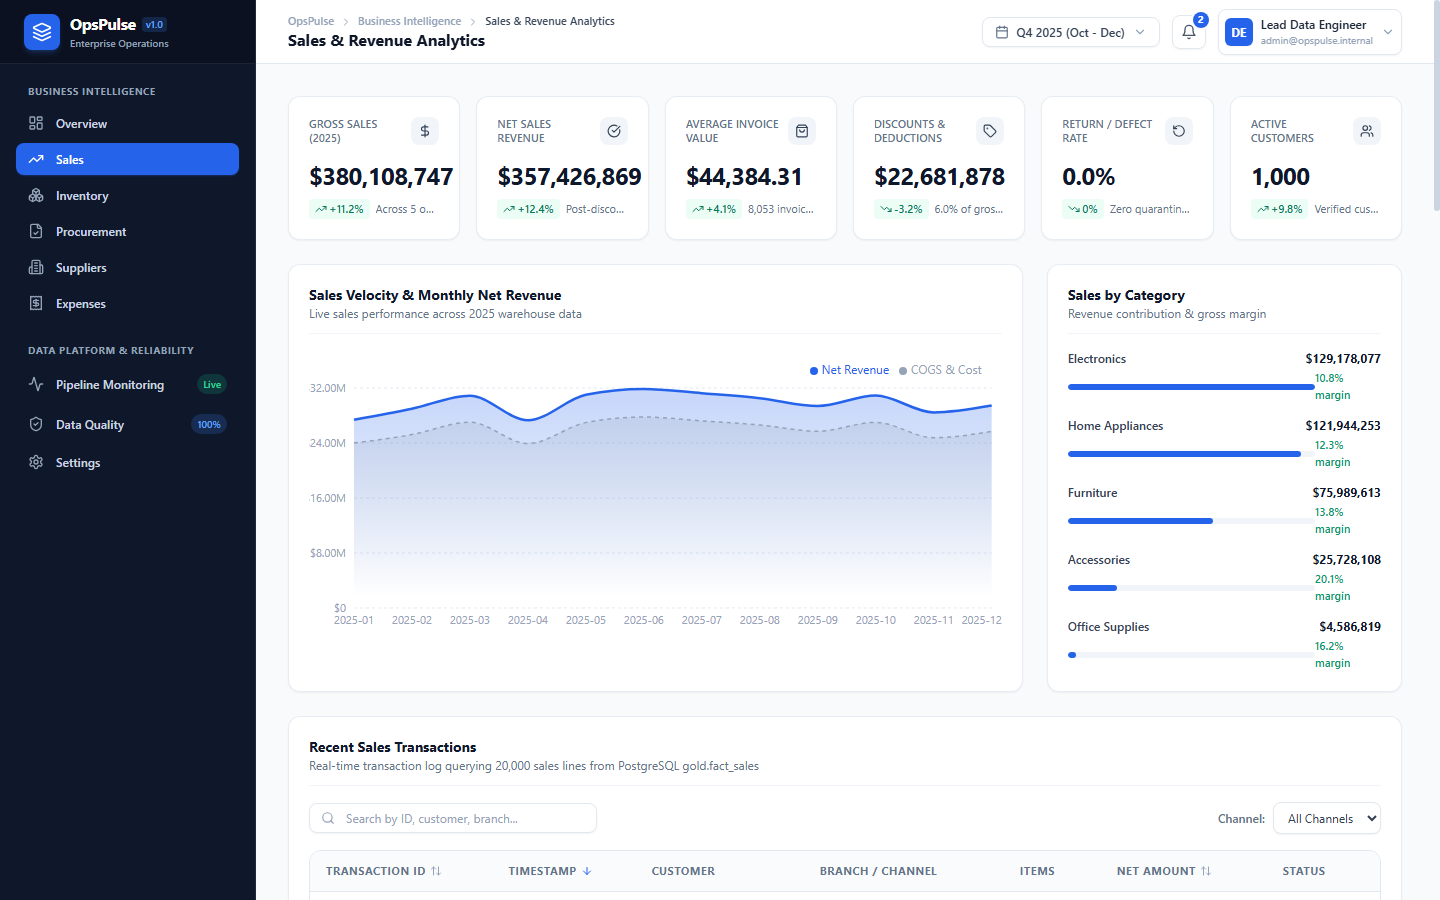 OpsPulse v1.0
Enterprise Operations
BUSINESS INTELLIGENCE
Overview
Sales
Inventory
Procurement
Suppliers
Expenses
DATA PLATFORM & RELIABILITY
Pipeline Monitoring Live
Data Quality 100%
Settings
OpsPulse > Business Intelligence > Sales & Revenue Analytics
Sales & Revenue Analytics
Q4 2025 (Oct - Dec)
2
DE
Lead Data Engineer
admin@opspulse.internal
GROSS SALES
(2025)
$380,108,747
+11.2% Across 5 o...
NET SALES
REVENUE
$357,426,869
+12.4% Post-disco...
AVERAGE INVOICE
VALUE
$44,384.31
+4.1% 8,053 invoic...
DISCOUNTS &
DEDUCTIONS
$22,681,878
-3.2% 6.0% of gros...
RETURN / DEFECT
RATE
0.0%
0% Zero quarantin...
ACTIVE
CUSTOMERS
1,000
+9.8% Verified cus...
Sales Velocity & Monthly Net Revenue
Live sales performance across 2025 warehouse data
Net Revenue COGS & Cost
32.00M
24.00M
16.00M
$8.00M
$0
2025-01 2025-02 2025-03 2025-04 2025-05 2025-06 2025-07 2025-08 2025-09 2025-10 2025-11 2025-12
Sales by Category
Revenue contribution & gross margin
Electronics $129,178,077
10.8%
margin
Home Appliances $121,944,253
12.3%
margin
Furniture $75,989,613
13.8%
margin
Accessories $25,728,108
20.1%
margin
Office Supplies $4,586,819
16.2%
margin
Recent Sales Transactions
Real-time transaction log querying 20,000 sales lines from PostgreSQL gold.fact_sales
Search by ID, customer, branch...
Channel: All Channels
TRANSACTION ID TIMESTAMP CUSTOMER BRANCH / CHANNEL ITEMS NET AMOUNT STATUS